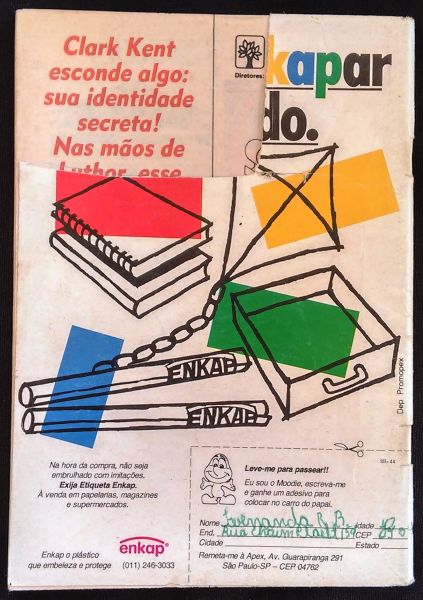 Clark Kent
esconde algo:
sua identidade
secreta!
Nas mãos de
Luthor, esse
Diretores:
kapar
do.
ENKAP
ENKAP
Dep Promopex
Na hora da compra, não seja
embrulhado com imitações.
Exija Etiqueta Enkap.
À venda em papelarias, magazines
e supermercados.
Enkap o plástico
que embeleza e protege
enkap®
(011) 246-3033
Leve-me para passear!!
Eu sou o Moodie, escreva-me
e ganhe um adesivo para
colocar no carro do papai.
Nome Fernanda B. B. Idade
End. Rua CEP
Cidade Estado
Remeta-me à Apex, Av. Guarapiranga 291
São Paulo-SP – CEP 04762